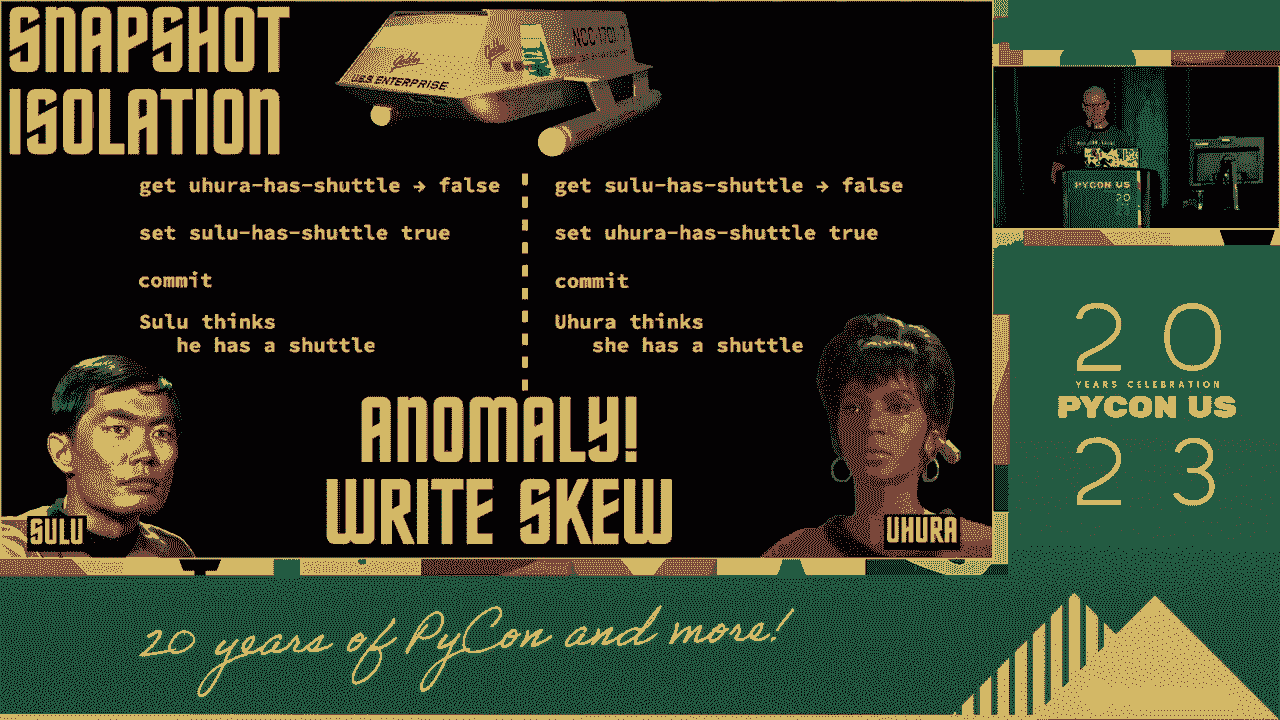 SNAPSHOT
ISOLATION
U.S.S. ENTERPRISE
get uhura-has-shuttle → false
set sulu-has-shuttle true
commit
Sulu thinks
he has a shuttle
get sulu-has-shuttle → false
set uhura-has-shuttle true
commit
Uhura thinks
she has a shuttle
ANOMALY!
WRITE SKEW
SULU
UHURA
PYCON US
20
20
YEARS CELEBRATION
PYCON US
23
20 years of PyCon and more!